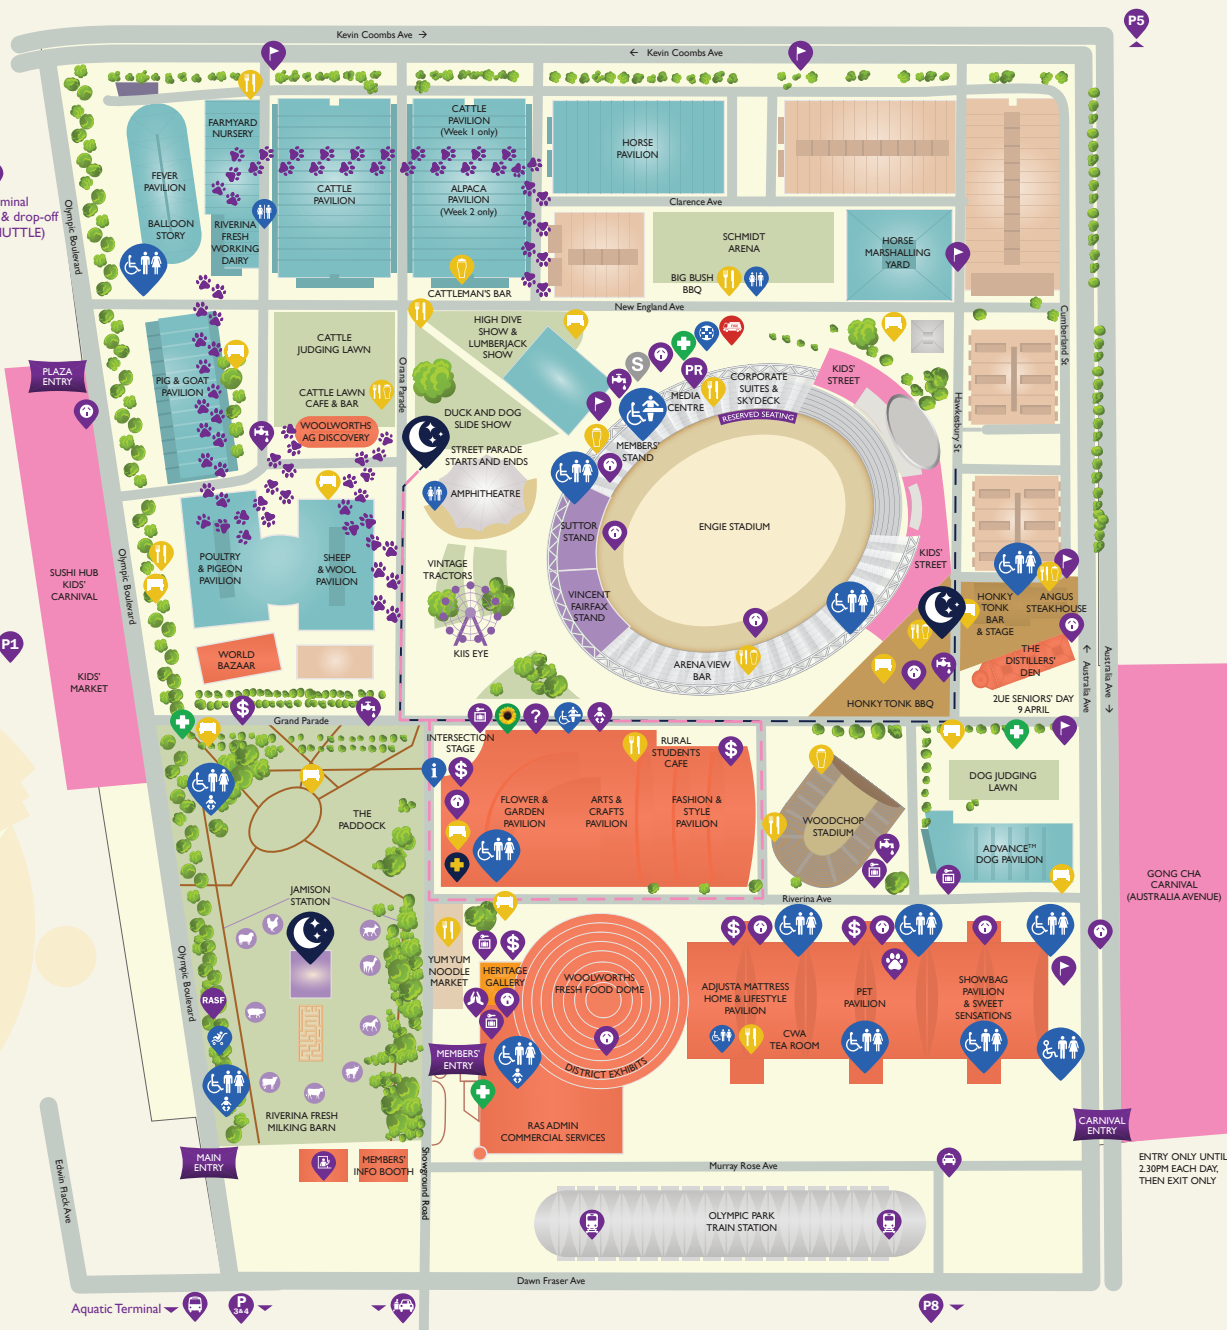 P5
Kevin Coombs Ave →
← Kevin Coombs Ave
FARMYARD
NURSERY
CATTLE
PAVILION
(Week 1 only)
HORSE
PAVILION
FEVER
PAVILION
CATTLE
PAVILION
ALPACA
PAVILION
(Week 2 only)
Clarence Ave
minal
& drop-off
UTTLE)
Olympic Boulevard
BALLOON
STORY
RIVERINA
FRESH
WORKING
DAIRY
SCHMIDT
ARENA
HORSE
MARSHALLING
YARD
BIG BUSH
BBQ
CATTLEMAN'S BAR
New England Ave
Cumberland St
HIGH DIVE
SHOW &
LUMBERJACK
SHOW
CATTLE
JUDGING LAWN
Orana Parade
PLAZA
ENTRY
PIG & GOAT
PAVILION
CATTLE LAWN
CAFE & BAR
WOOLWORTHS
AG DISCOVERY
S
PR
MEDIA
CENTRE
CORPORATE
SUITES &
SKYDECK
RESERVED SEATING
KIDS'
STREET
Hawkesbury St
DUCK AND DOG
SLIDE SHOW
STREET PARADE
STARTS AND ENDS
MEMBERS'
STAND
AMPHITHEATRE
SUTTOR
STAND
ENGIE STADIUM
Olympic Boulevard
SUSHI HUB
KIDS'
CARNIVAL
POULTRY
& PIGEON
PAVILION
SHEEP
& WOOL
PAVILION
VINTAGE
TRACTORS
VINCENT
FAIRFAX
STAND
KIDS'
STREET
HONKY
TONK
BAR
& STAGE
ANGUS
STEAKHOUSE
P1
KIIS EYE
WORLD
BAZAAR
KIDS'
MARKET
ARENA VIEW
BAR
THE
DISTILLERS'
DEN
← Australia Ave
Australia Ave →
HONKY TONK BBQ
2UE SENIORS' DAY
9 APRIL
$
Grand Parade
?
INTERSECTION
STAGE
i
$
RURAL
STUDENTS
CAFE
$
DOG JUDGING
LAWN
THE
PADDOCK
FLOWER &
GARDEN
PAVILION
ARTS &
CRAFTS
PAVILION
FASHION &
STYLE
PAVILION
WOODCHOP
STADIUM
ADVANCE™
DOG PAVILION
GONG CHA
CARNIVAL
(AUSTRALIA AVENUE)
JAMISON
STATION
Riverina Ave
$
$
$
Olympic Boulevard
YUM YUM
NOODLE
MARKET
HERITAGE
GALLERY
WOOLWORTHS
FRESH FOOD DOME
ADJUSTA MATTRESS
HOME & LIFESTYLE
PAVILION
PET
PAVILION
SHOWBAG
PAVILION
& SWEET
SENSATIONS
RASF
CWA
TEA ROOM
MEMBERS'
ENTRY
DISTRICT EXHIBITS
RIVERINA FRESH
MILKING BARN
RAS ADMIN
COMMERCIAL SERVICES
CARNIVAL
ENTRY
MAIN
ENTRY
MEMBERS'
INFO BOOTH
Showground Road
Murray Rose Ave
ENTRY ONLY UNTIL
2.30PM EACH DAY,
THEN EXIT ONLY
Edwin Flack Ave
OLYMPIC PARK
TRAIN STATION
Dawn Fraser Ave
Aquatic Terminal
P
3&4
P8